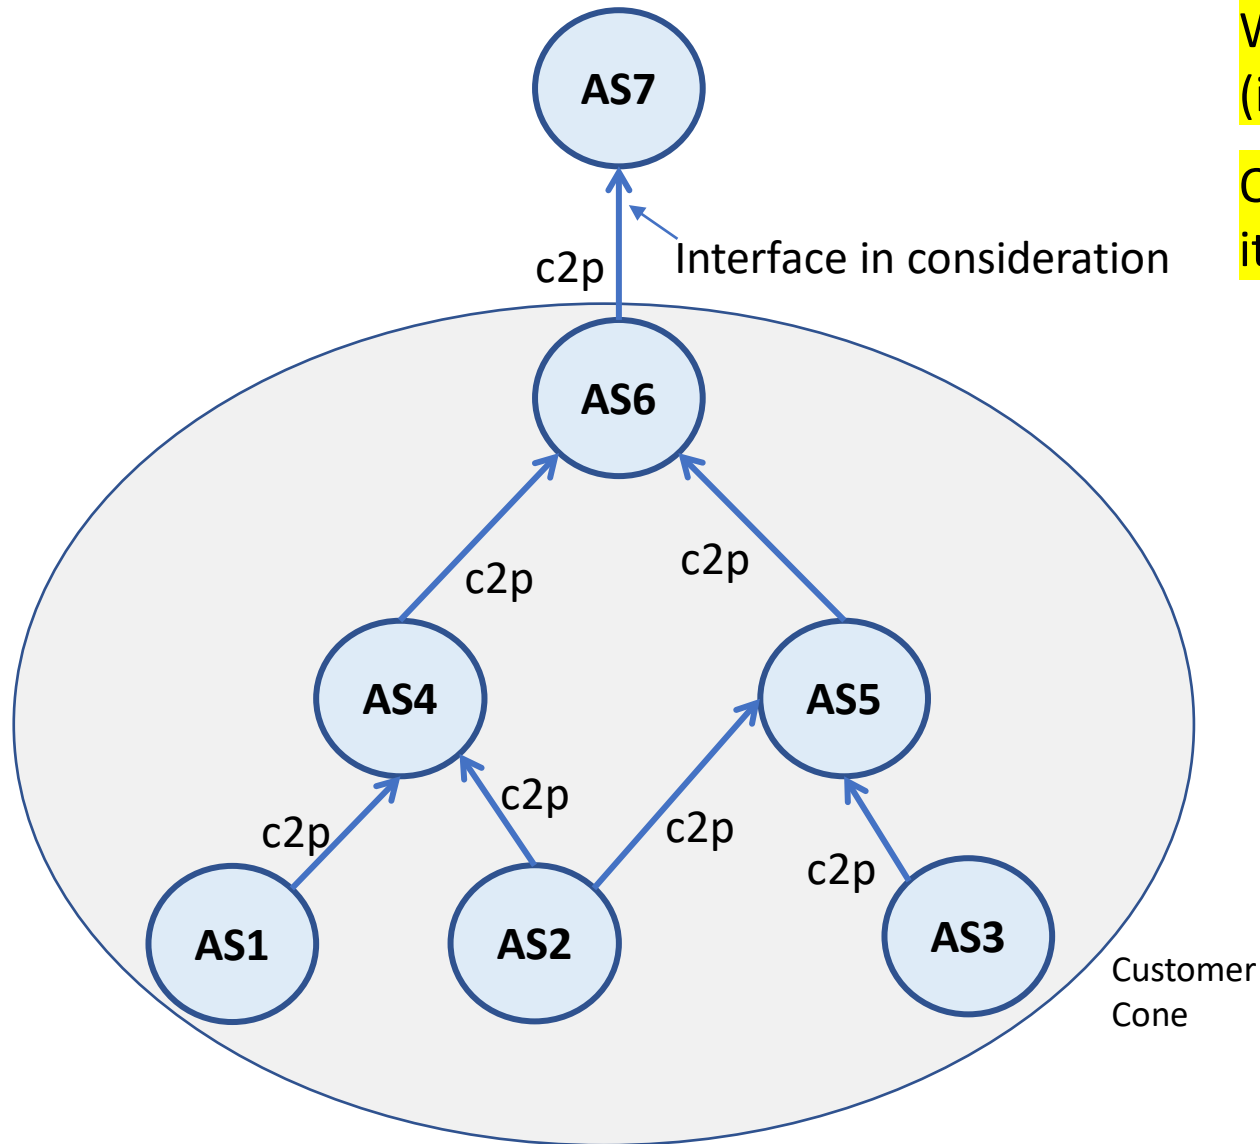 AS7
Interface in consideration
c2p
AS6
c2p
c2p
AS4
AS5
c2p
c2p
c2p
c2p
AS1
AS2
AS3
Customer
Cone